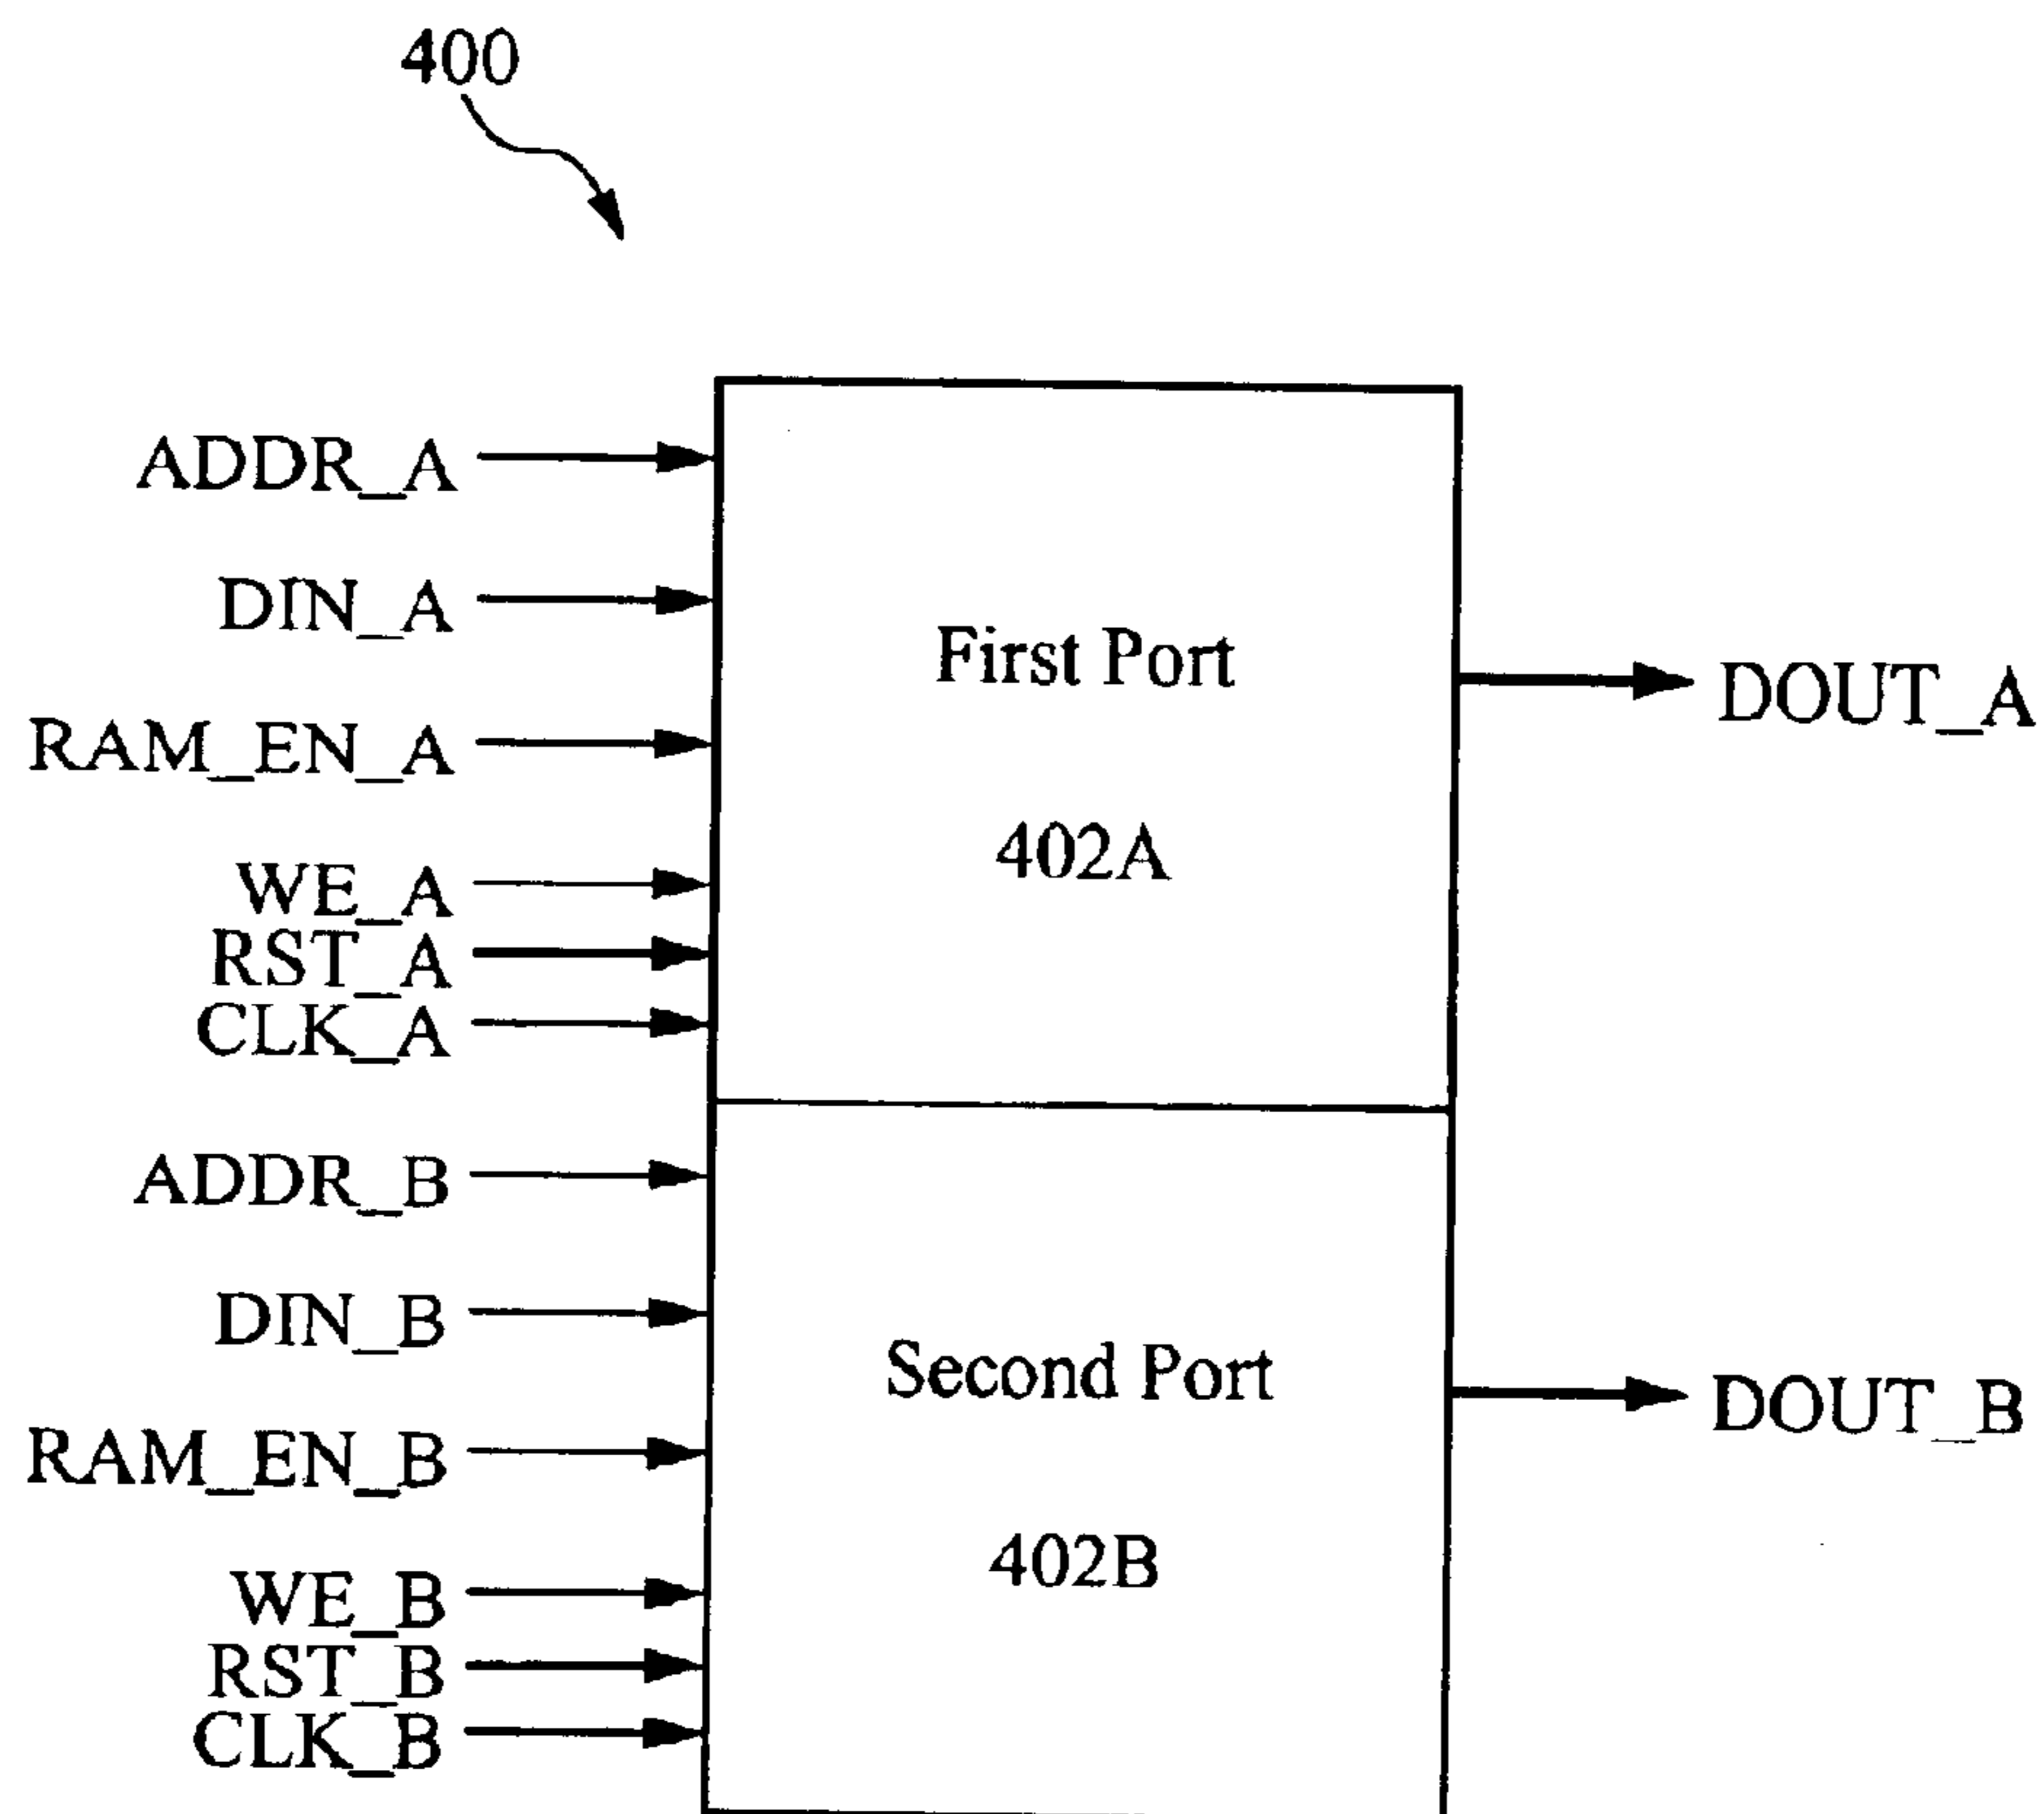 400
ADDR_A
DIN_A
RAM_EN_A
WE_A
RST_A
CLK_A
First Port
402A
DOUT_A
ADDR_B
DIN_B
RAM_EN_B
WE_B
RST_B
CLK_B
Second Port
402B
DOUT_B